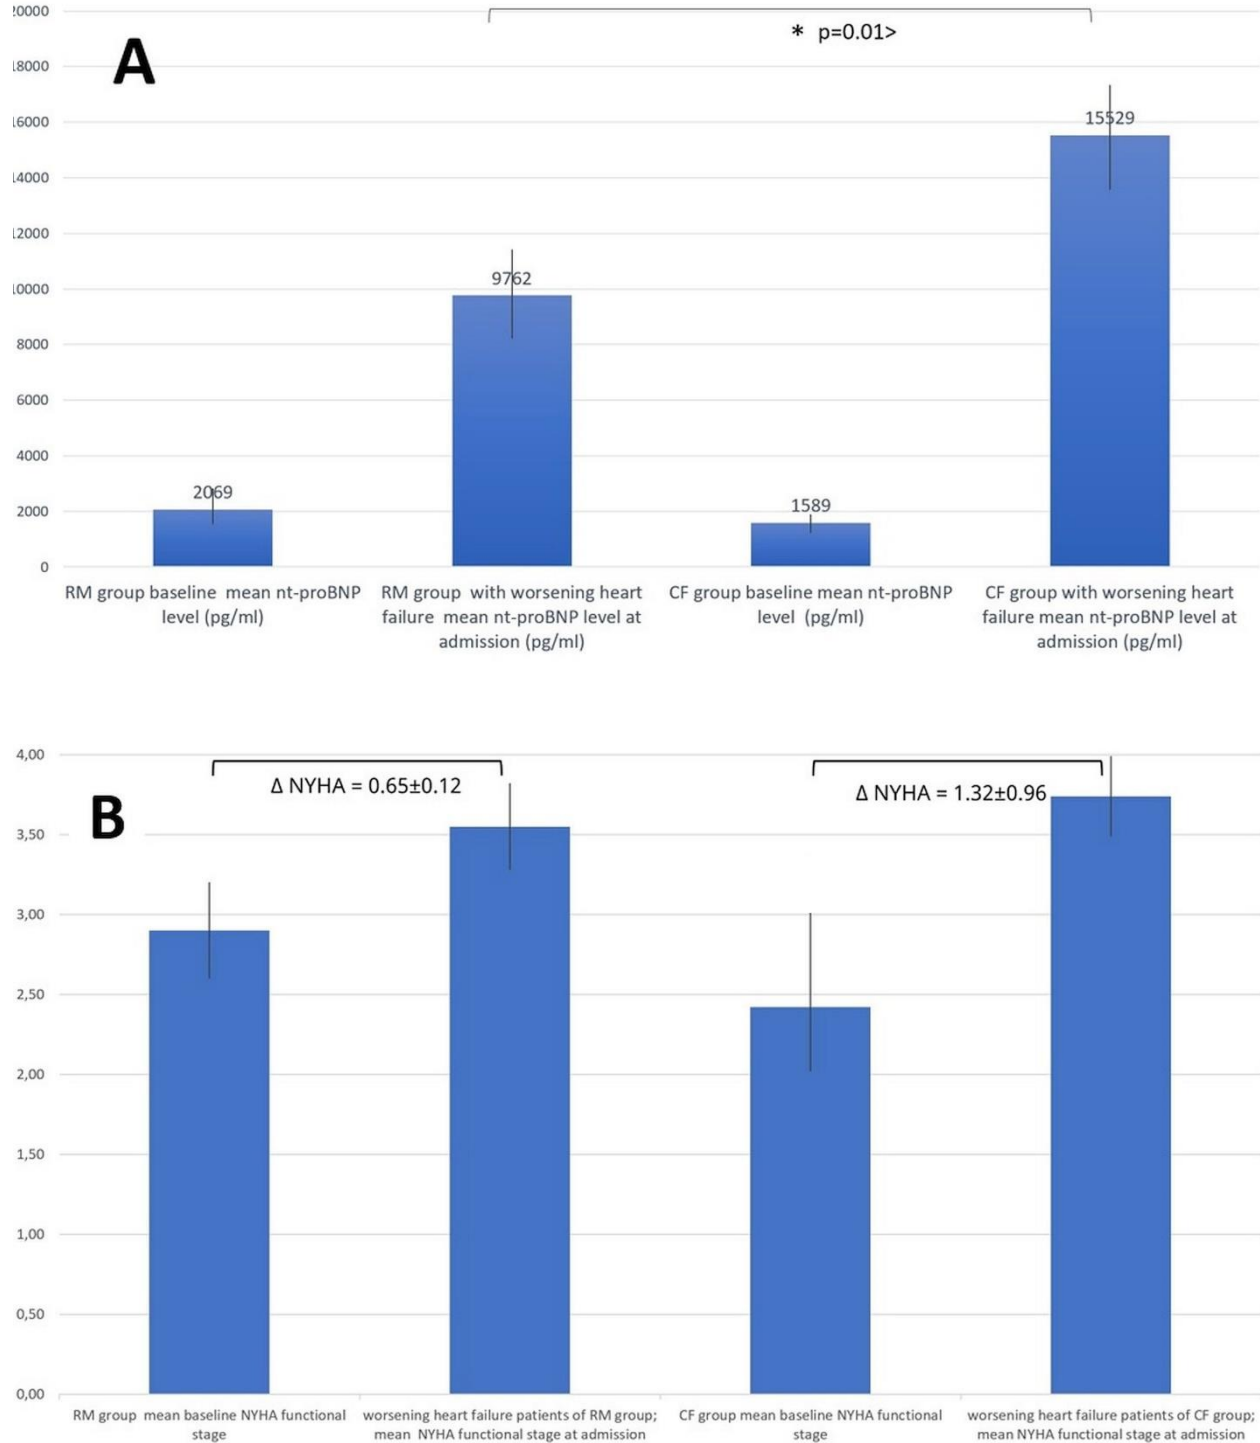 20000
18000
16000
14000
12000
10000
8000
6000
4000
2000
0
A
* p=0.01>
2069
9762
1589
15529
RM group baseline mean nt-proBNP
level (pg/ml)
RM group with worsening heart
failure mean nt-proBNP level at
admission (pg/ml)
CF group baseline mean nt-proBNP
level (pg/ml)
CF group with worsening heart
failure mean nt-proBNP level at
admission (pg/ml)
4,00
3,50
3,00
2,50
2,00
1,50
1,00
0,50
0,00
B
Δ NYHA = 0.65±0.12
Δ NYHA = 1.32±0.96
RM group mean baseline NYHA functional
stage
worsening heart failure patients of RM group;
mean NYHA functional stage at admission
CF group mean baseline NYHA functional
stage
worsening heart failure patients of CF group;
mean NYHA functional stage at admission